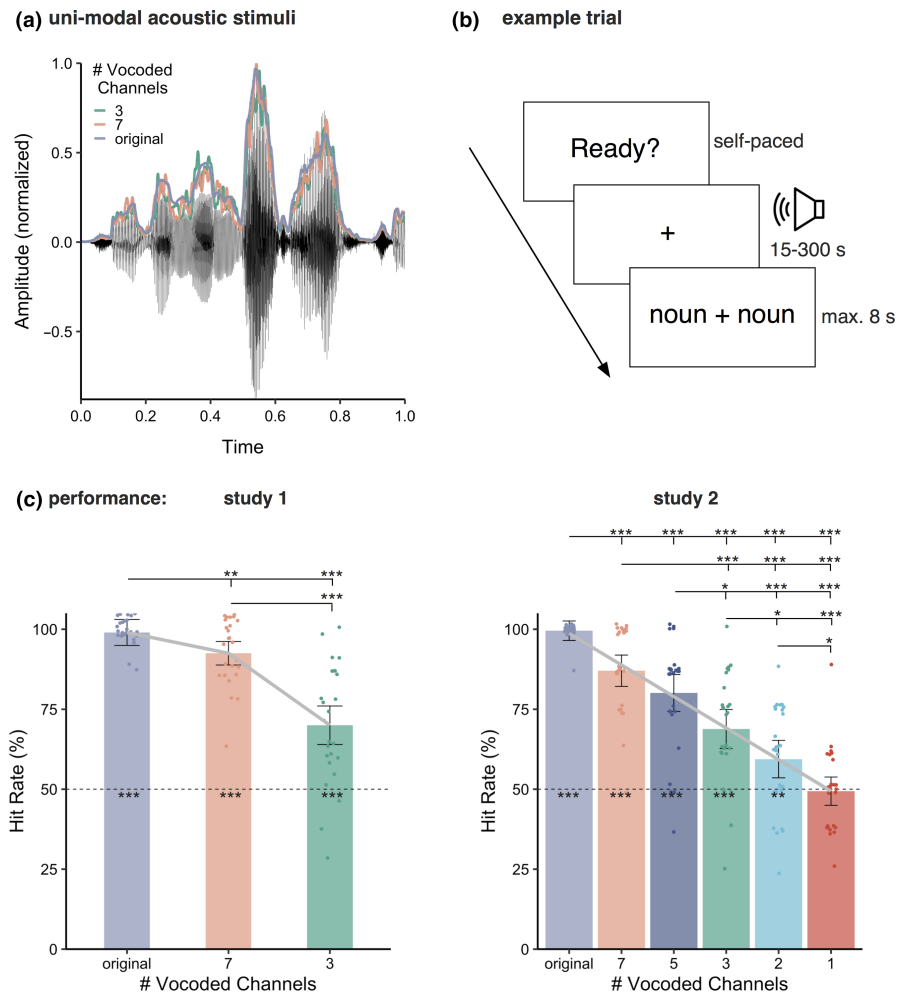 (a) uni-modal acoustic stimuli
(b) example trial
# Vocoded
Channels
3
7
original
1.0
0.5
0.0
−0.5
Amplitude (normalized)
0.0 0.2 0.4 0.6 0.8 1.0
Time
Ready?
self-paced
+
15-300 s
noun + noun
max. 8 s
(c) performance: study 1
** ***
***
100
75
50
25
0
Hit Rate (%)
*** *** ***
original 7 3
# Vocoded Channels
study 2
*** *** *** *** ***
*** *** ***
* *** ***
* ***
*
100
75
50
25
0
Hit Rate (%)
*** *** *** *** **
original 7 5 3 2 1
# Vocoded Channels